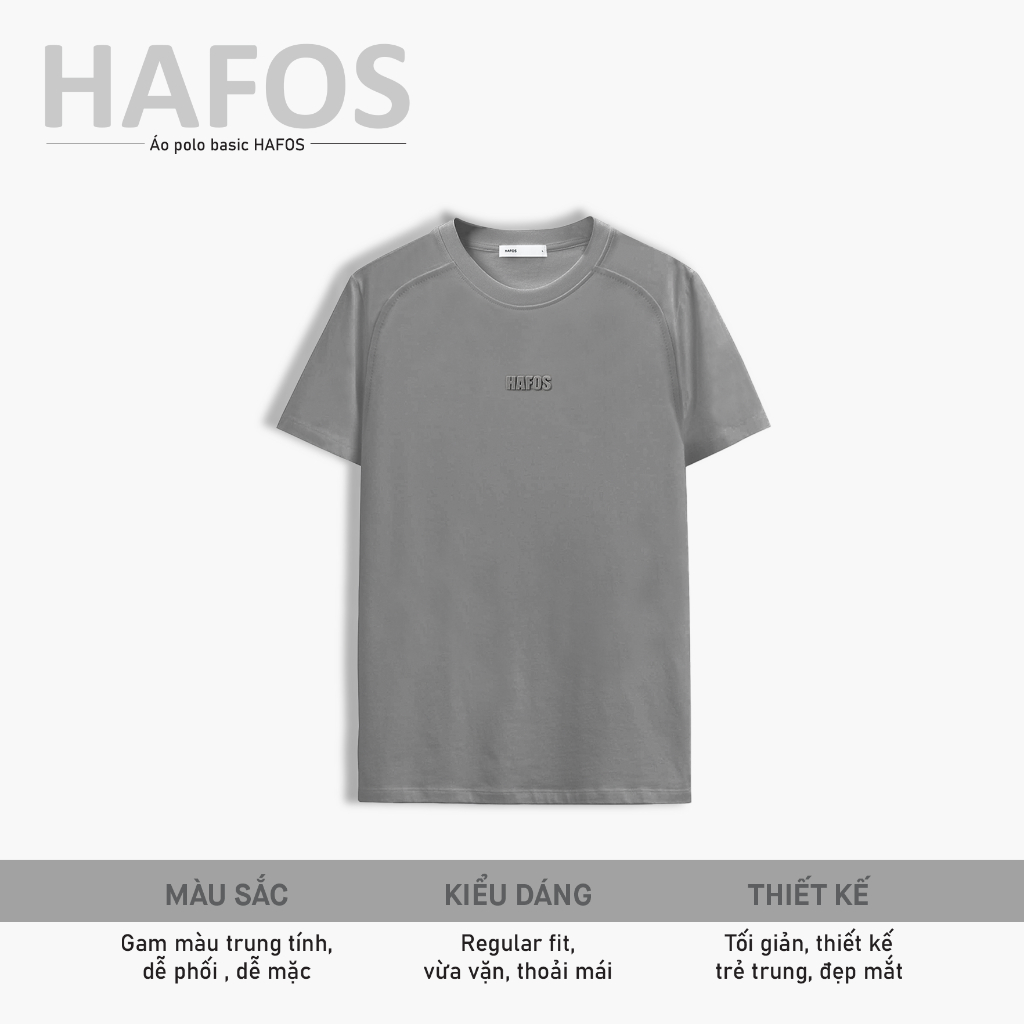 HAFOS
Áo polo basic HAFOS
HAFOS
HAFOS
MÀU SẮC
Gam màu trung tính,
dễ phối , dễ mặc
KIỂU DÁNG
Regular fit,
vừa vặn, thoải mái
THIẾT KẾ
Tối giản, thiết kế
trẻ trung, đẹp mắt